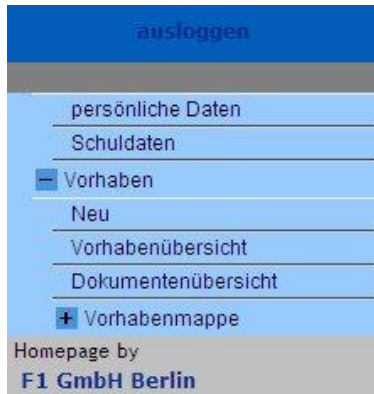 ausloggen
persönliche Daten
Schuldaten
Vorhaben
Neu
Vorhabenübersicht
Dokumentenübersicht
Vorhabenmappe
Homepage by
F1 GmbH Berlin